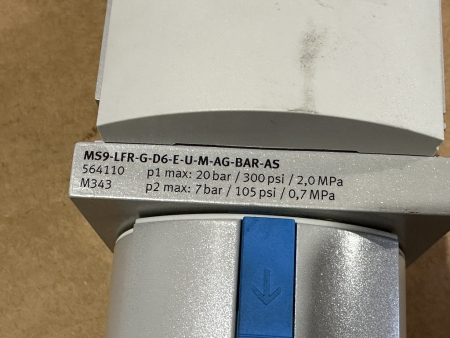 MS9-LFR-G-D6-E-U-M-AG-BAR-AS
564110 p1 max: 20 bar / 300 psi / 2,0 MPa
M343 p2 max: 7 bar / 105 psi / 0,7 MPa